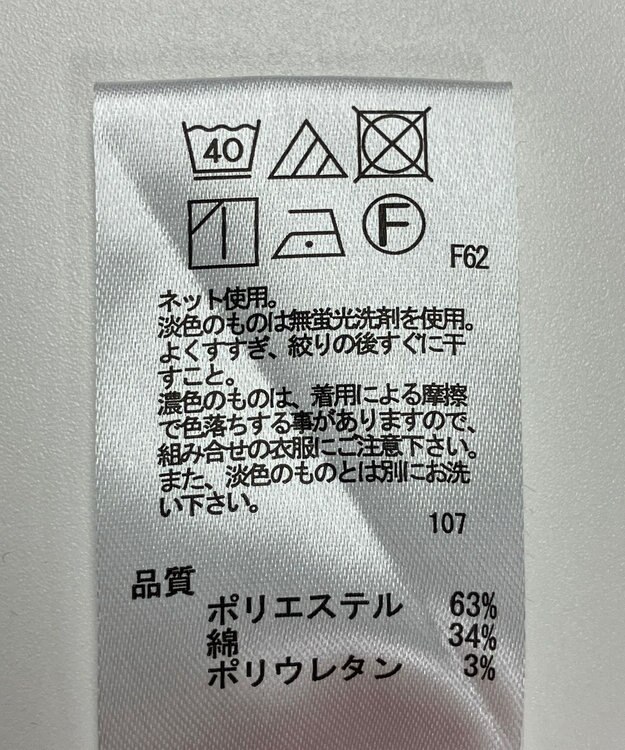 40
F
F62
ネット使用。
淡色のものは無蛍光洗剤を使用。
よくすすぎ、絞りの後すぐに干
すこと。
濃色のものは、着用による摩擦
で色落ちする事がありますので、
組み合せの衣服にご注意下さい。
また、淡色のものとは別にお洗
い下さい。
107
品質
ポリエステル 63%
綿 34%
ポリウレタン 3%